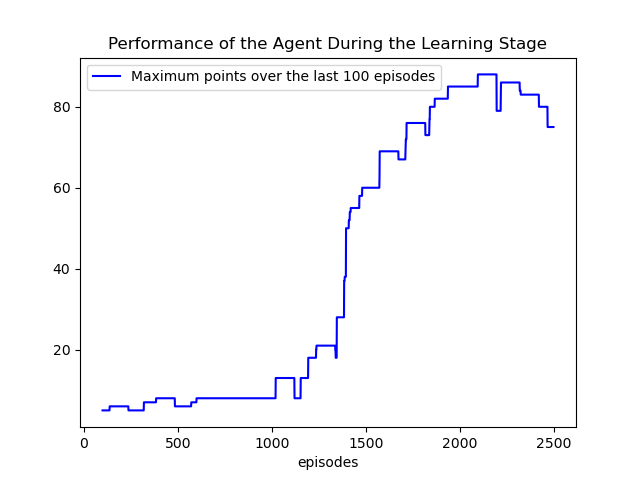 Performance of the Agent During the Learning Stage
Maximum points over the last 100 episodes
80
60
40
20
0 500 1000 1500 2000 2500
episodes